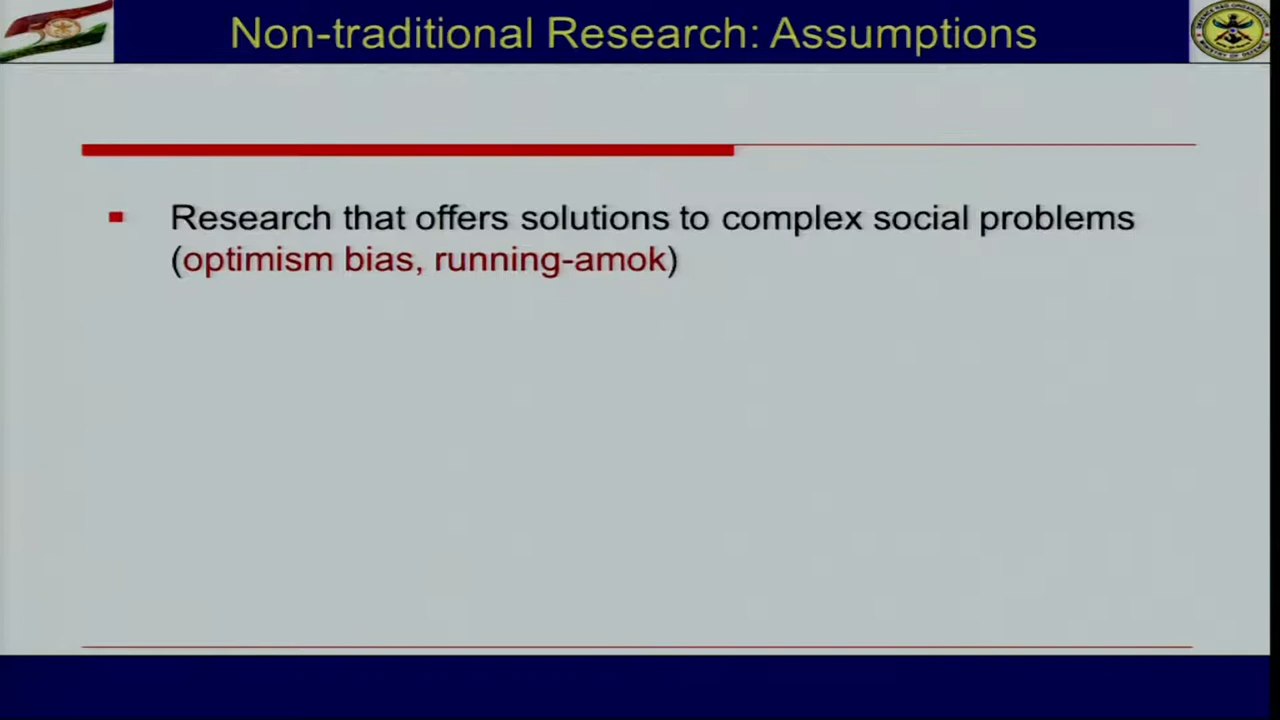 Non-traditional Research: Assumptions
Research that offers solutions to complex social problems
(optimism bias, running-amok)